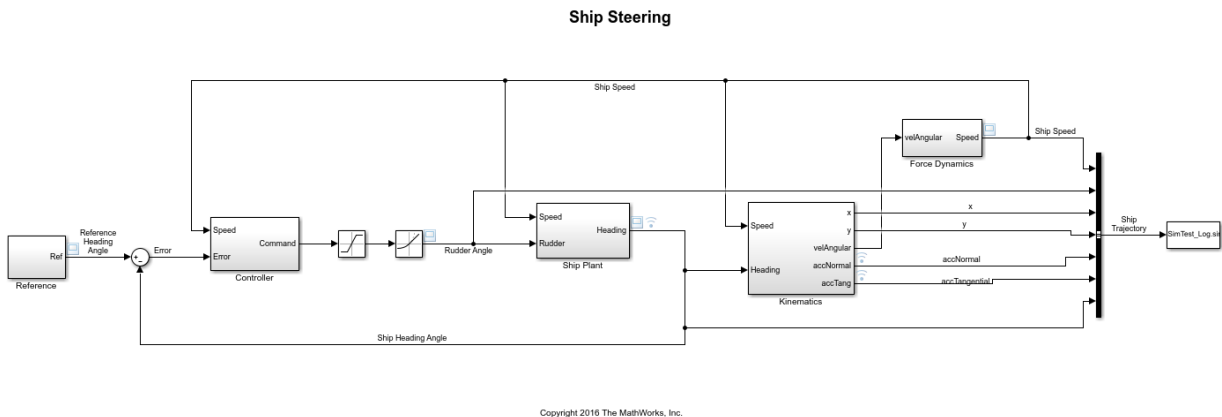 Ship Steering
Ship Speed
velAngular
Speed
Ship Speed
Force Dynamics
Ref
Reference
Reference
Heading
Angle
+
-
Error
Speed
Error
Command
Controller
Rudder Angle
Speed
Rudder
Heading
Ship Plant
Speed
Heading
x
y
velAngular
accNormal
accTang
Kinematics
x
y
accNormal
accTangential
Ship
Trajectory
SimTest_Log.sir
Ship Heading Angle
Copyright 2016 The MathWorks, Inc.